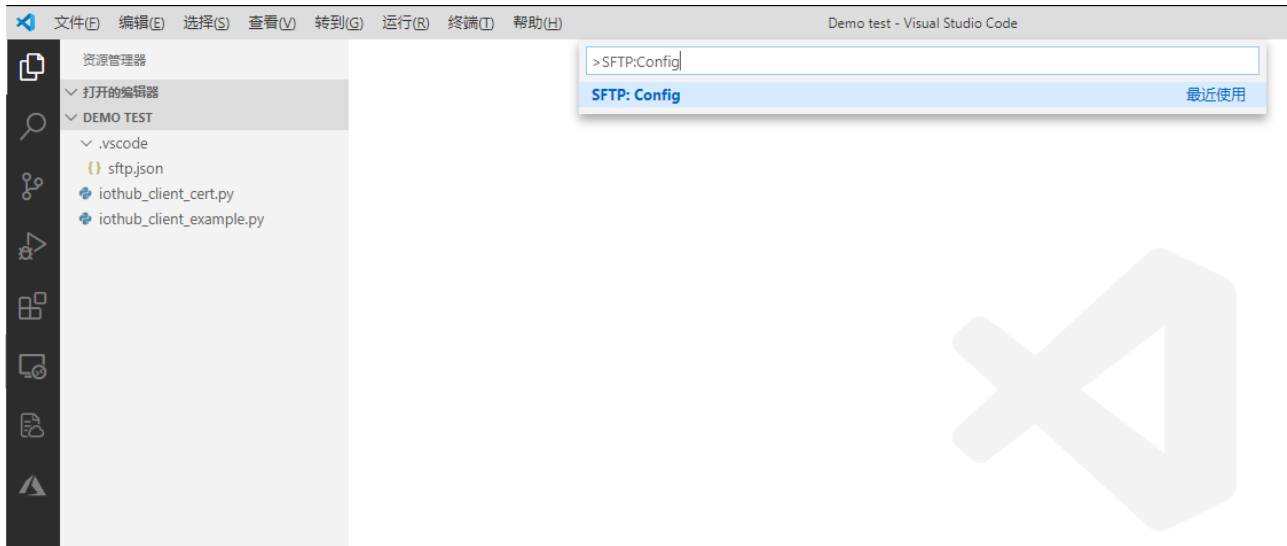 文件(F) 编辑(E) 选择(S) 查看(V) 转到(G) 运行(R) 终端(T) 帮助(H) Demo test - Visual Studio Code
资源管理器
>SFTP:Config
SFTP: Config 最近使用
打开的编辑器
DEMO TEST
.vscode
{} sftp.json
iothub_client_cert.py
iothub_client_example.py